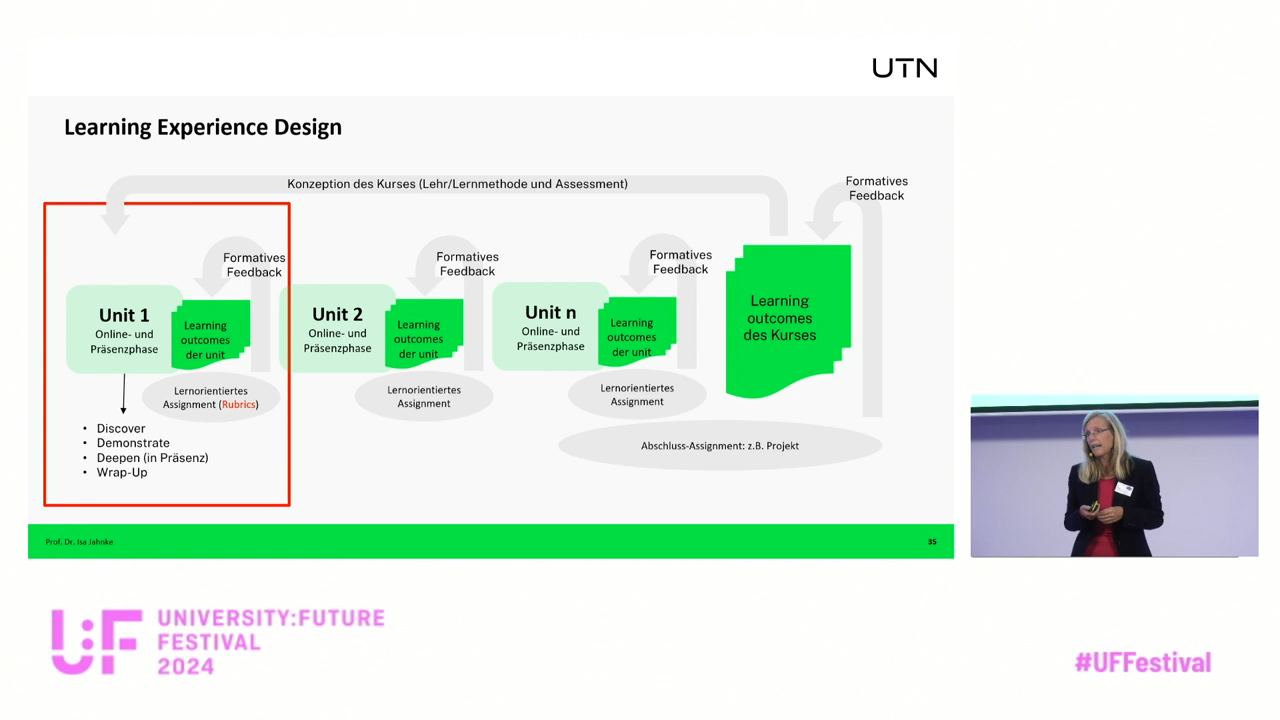 UTN
Learning Experience Design
Konzeption des Kurses (Lehr/Lernmethode und Assessment)
Formatives
Feedback
Formatives
Feedback
Formatives
Feedback
Formatives
Feedback
Unit 1
Online- und
Präsenzphase
Learning
outcomes
der unit
Unit 2
Online- und
Präsenzphase
Learning
outcomes
der unit
Unit n
Online- und
Präsenzphase
Learning
outcomes
der unit
Learning
outcomes
des Kurses
Lernorientiertes
Assignment (Rubrics)
Lernorientiertes
Assignment
Lernorientiertes
Assignment
• Discover
• Demonstrate
• Deepen (in Präsenz)
• Wrap-Up
Abschluss-Assignment: z.B. Projekt
Prof. Dr. Isa Jahnke
35
U:F
UNIVERSITY:FUTURE
FESTIVAL
2024
#UFFestival